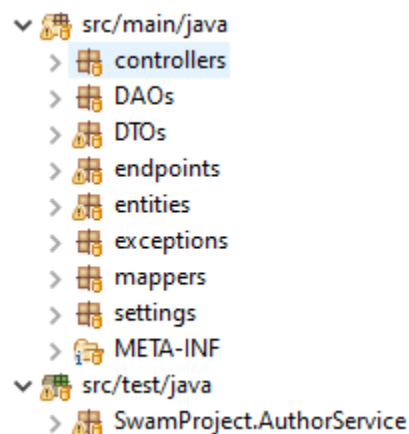 src/main/java
controllers
DAOs
DTOs
endpoints
entities
exceptions
mappers
settings
META-INF
src/test/java
SwamProject.AuthorService